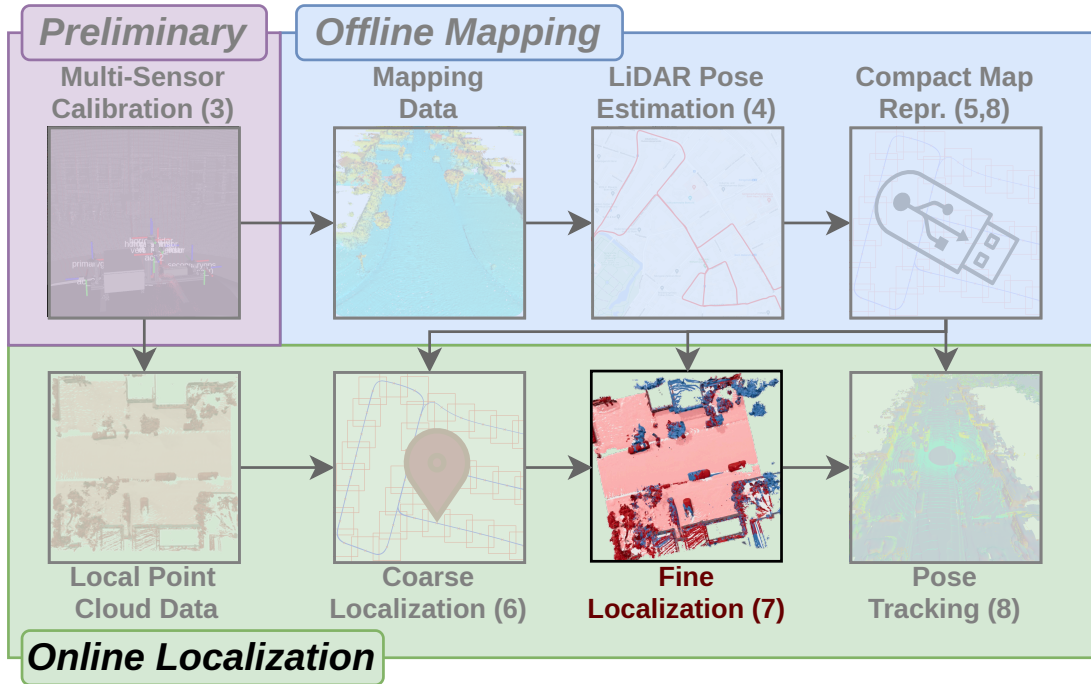 Preliminary
Offline Mapping
Multi-Sensor
Calibration (3)
Mapping
Data
LiDAR Pose
Estimation (4)
Compact Map
Repr. (5,8)
Local Point
Cloud Data
Coarse
Localization (6)
Fine
Localization (7)
Pose
Tracking (8)
Online Localization